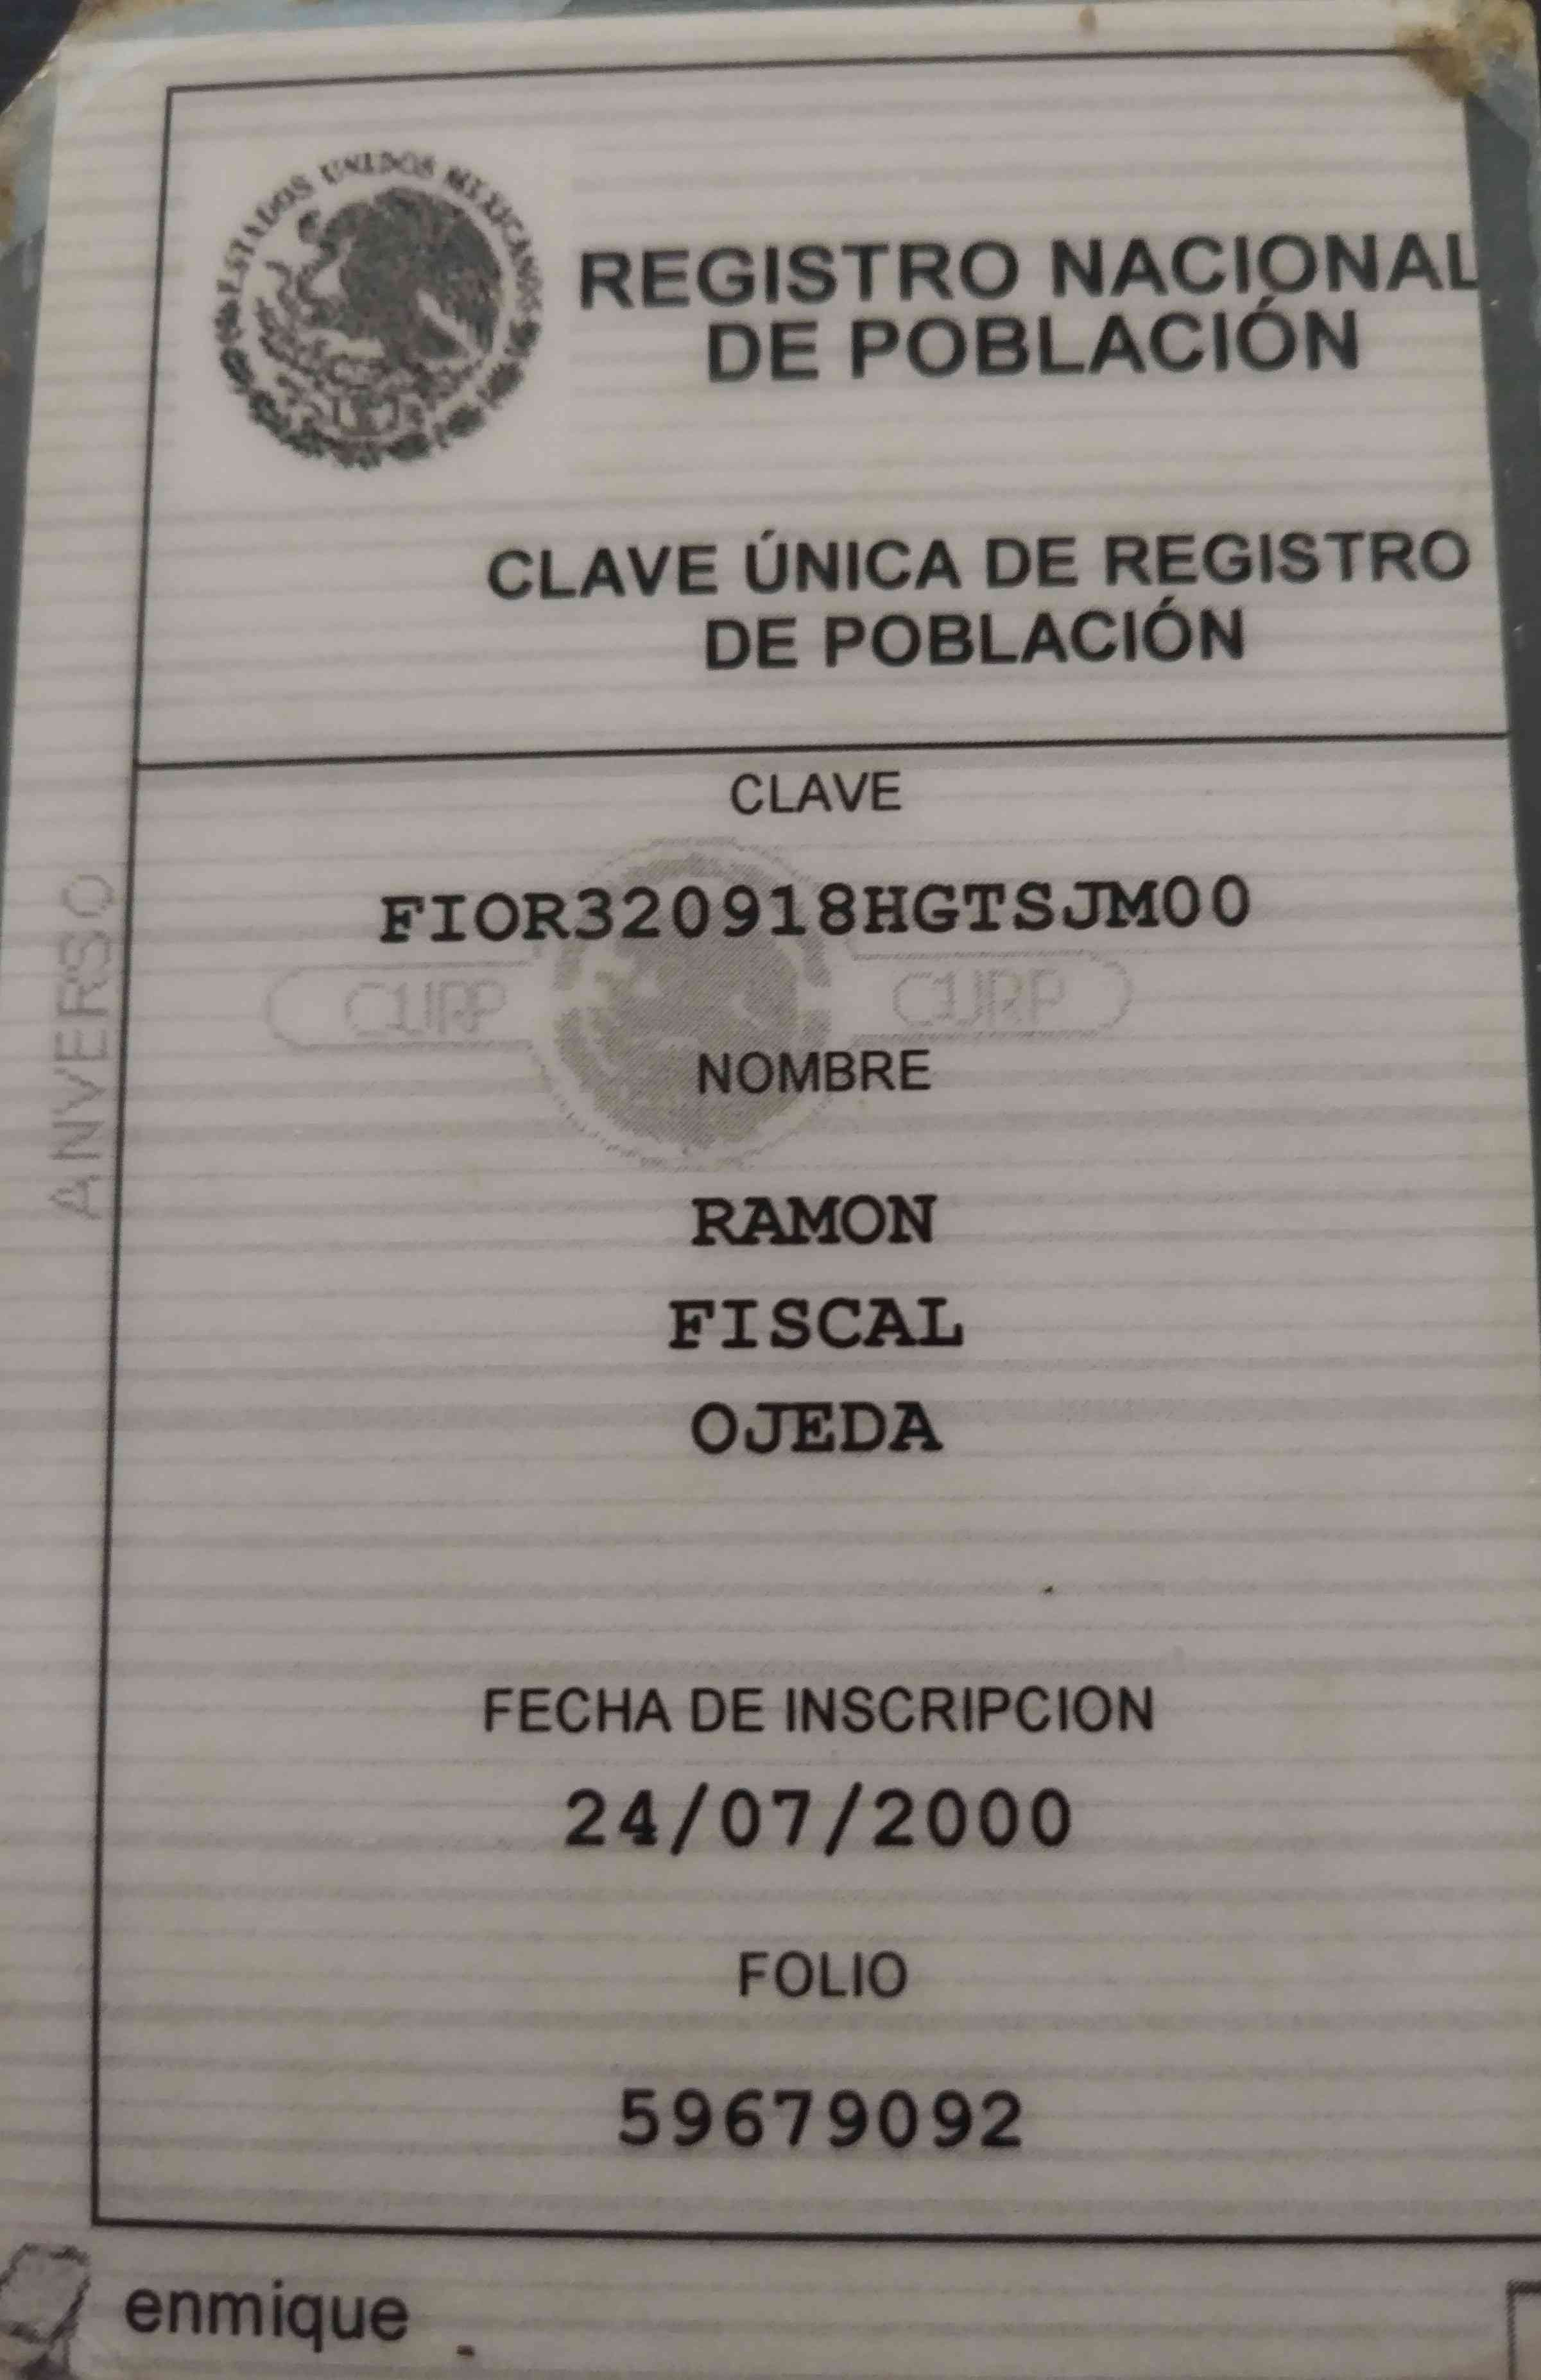 ESTADOS UNIDOS MEXICANOS
REGISTRO NACIONAL
DE POBLACIÓN
CLAVE ÚNICA DE REGISTRO
DE POBLACIÓN
CLAVE
FIOR320918HGTSJM00
CURP CURP
NOMBRE
RAMON
FISCAL
OJEDA
FECHA DE INSCRIPCION
24/07/2000
FOLIO
59679092
ANVERSO
enmique